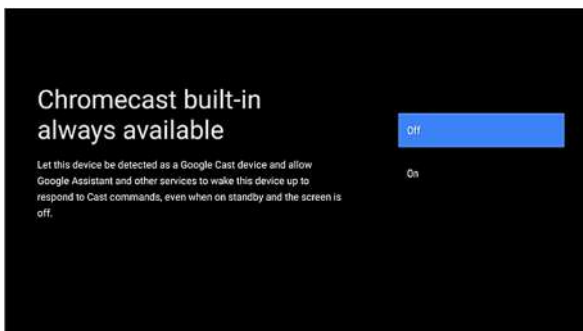 Chromecast built-in
always available
Let this device be detected as a Google Cast device and allow
Google Assistant and other services to wake this device up to
respond to Cast commands, even when on standby and the screen is
off.
Off
On